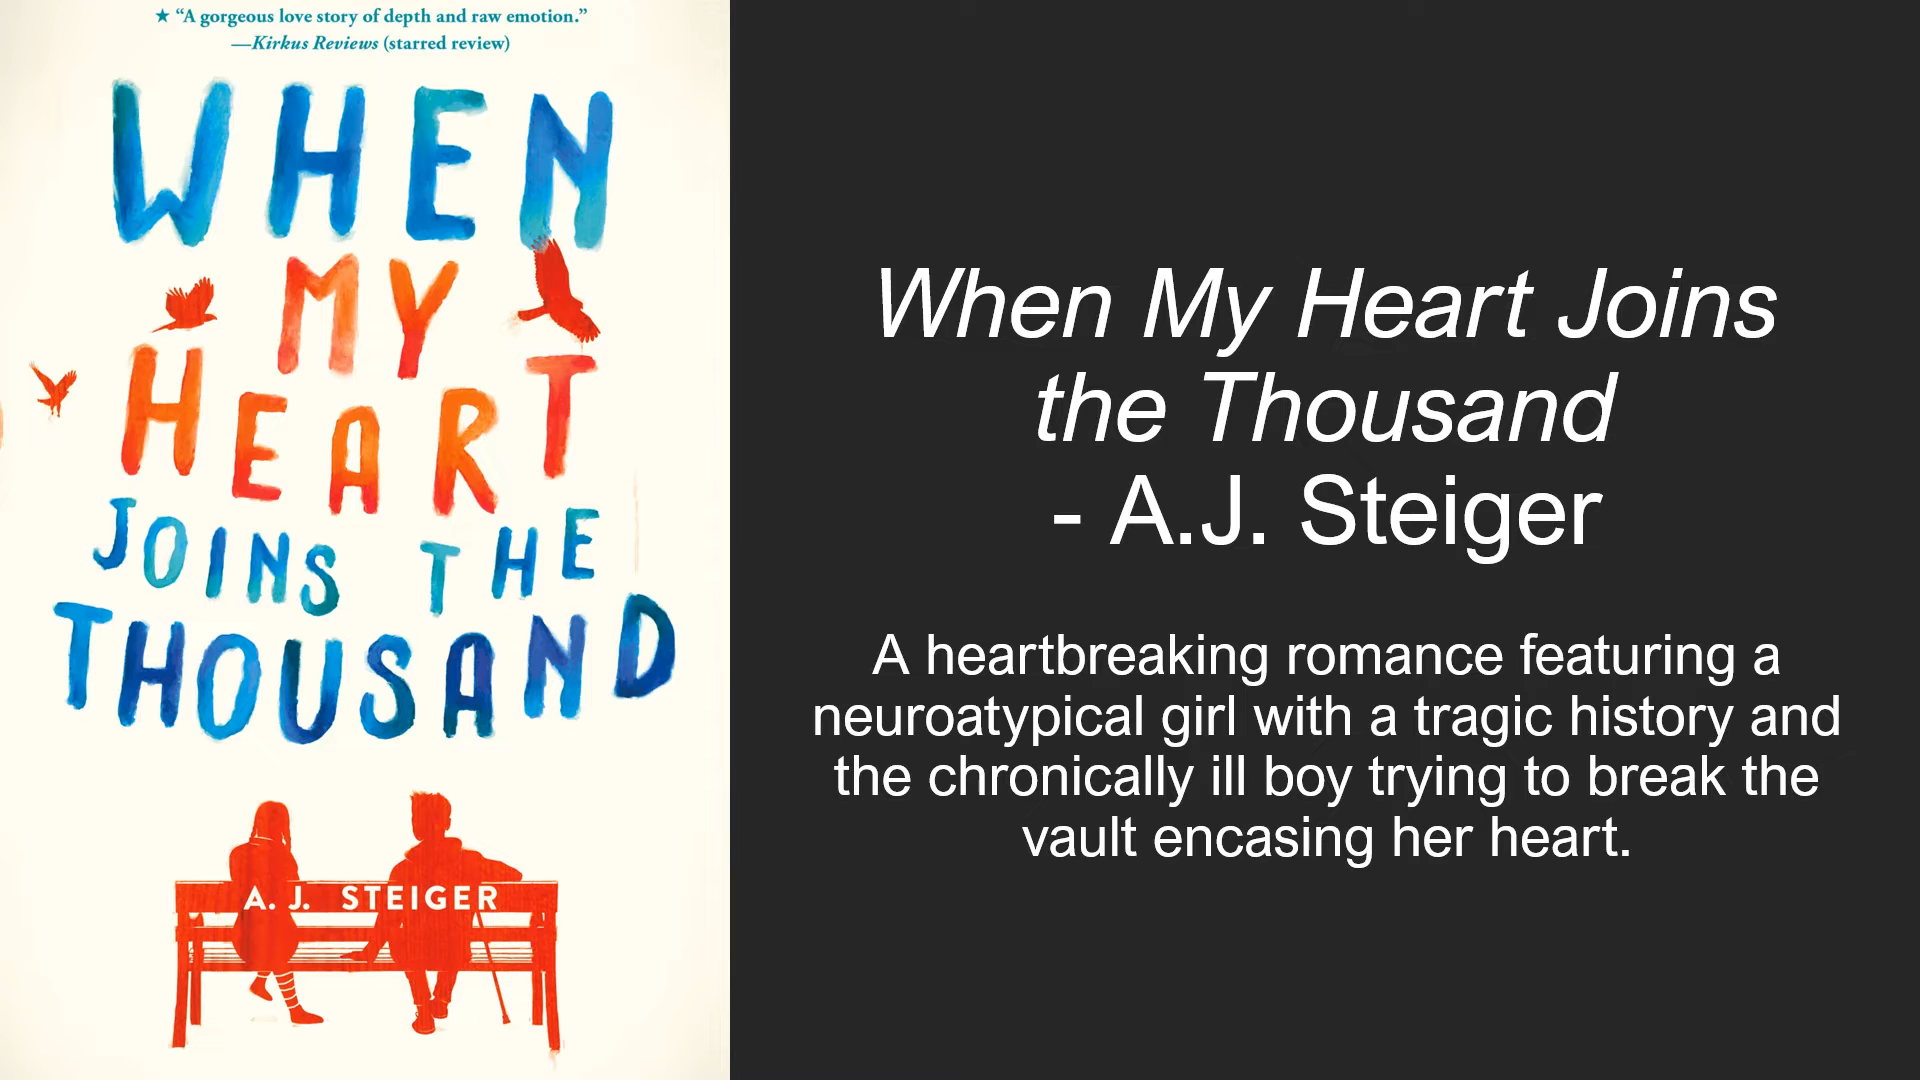 ★ “A gorgeous love story of depth and raw emotion.”
—Kirkus Reviews (starred review)
WHEN
MY
HEART
JOINS THE
THOUSAND
A. J. STEIGER
When My Heart Joins
the Thousand
- A.J. Steiger
A heartbreaking romance featuring a
neuroatypical girl with a tragic history and
the chronically ill boy trying to break the
vault encasing her heart.